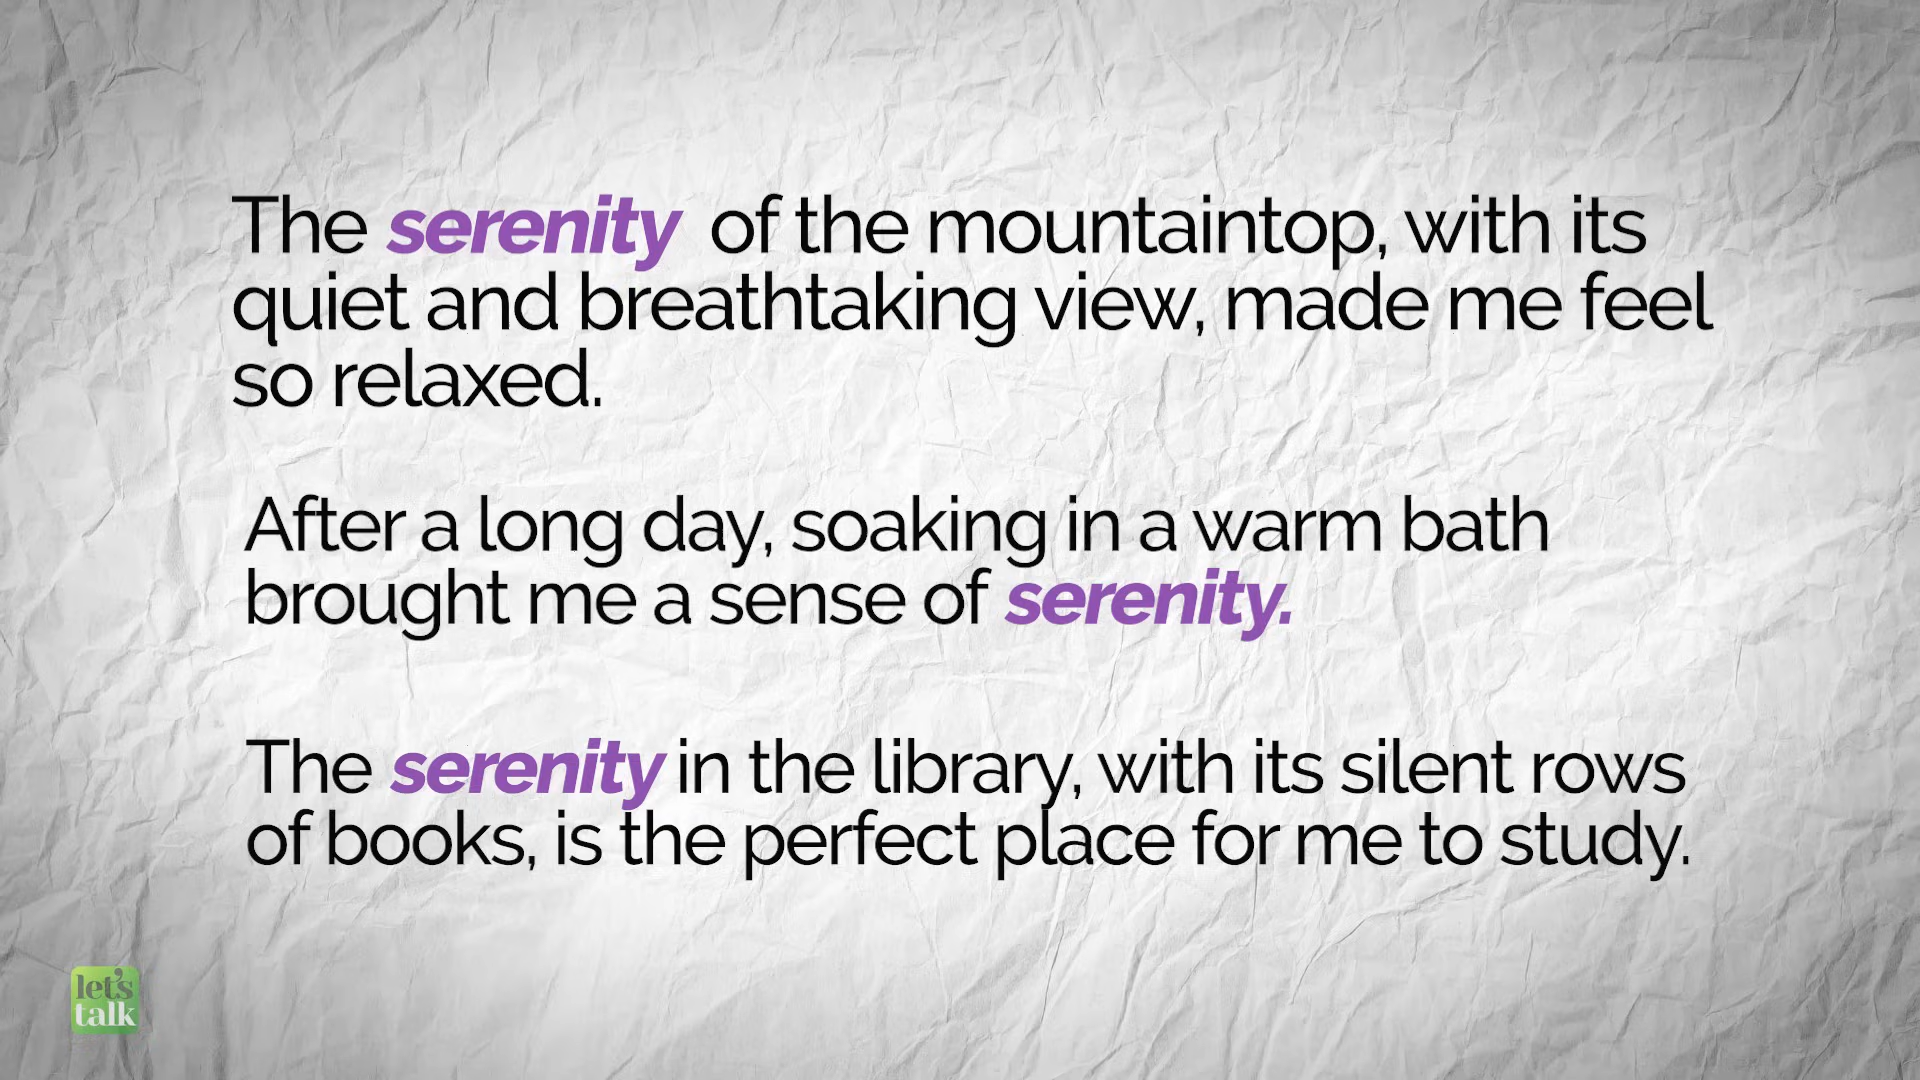 The serenity of the mountaintop, with its
quiet and breathtaking view, made me feel
so relaxed.
After a long day, soaking in a warm bath
brought me a sense of serenity.
The serenity in the library, with its silent rows
of books, is the perfect place for me to study.
let's
talk